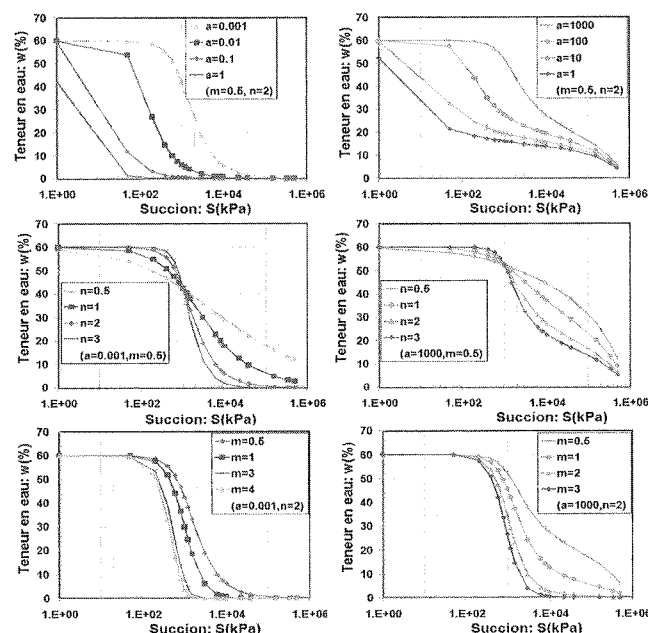 Teneur en eau: w(%)
70
60
50
40
30
20
10
0
1.E+00
1.E+02
1.E+04
1.E+06
Succion: S(kPa)
a=0.001
a=0.01
a=0.1
a=1
(m=0.5, n=2)
Teneur en eau: w(%)
70
60
50
40
30
20
10
0
1.E+00
1.E+02
1.E+04
1.E+06
Succion: S(kPa)
a=1000
a=100
a=10
a=1
(m=0.5, n=2)
Teneur en eau: w(%)
70
60
50
40
30
20
10
0
1.E+00
1.E+02
1.E+04
1.E+06
Succion: S(kPa)
n=0.5
n=1
n=2
n=3
(a=0.001,m=0.5)
Teneur en eau: w(%)
70
60
50
40
30
20
10
0
1.E+00
1.E+02
1.E+04
1.E+06
Succion: S(kPa)
n=0.5
n=1
n=2
n=3
(a=1000,m=0.5)
Teneur en eau: w(%)
70
60
50
40
30
20
10
0
1.E+00
1.E+02
1.E+04
1.E+06
Succion: S(kPa)
m=0.5
m=1
m=3
m=4
(a=0.001,n=2)
Teneur en eau: w(%)
70
60
50
40
30
20
10
0
1.E+00
1.E+02
1.E+04
1.E+06
Succion: S(kPa)
m=0.5
m=1
m=2
m=3
(a=1000,n=2)